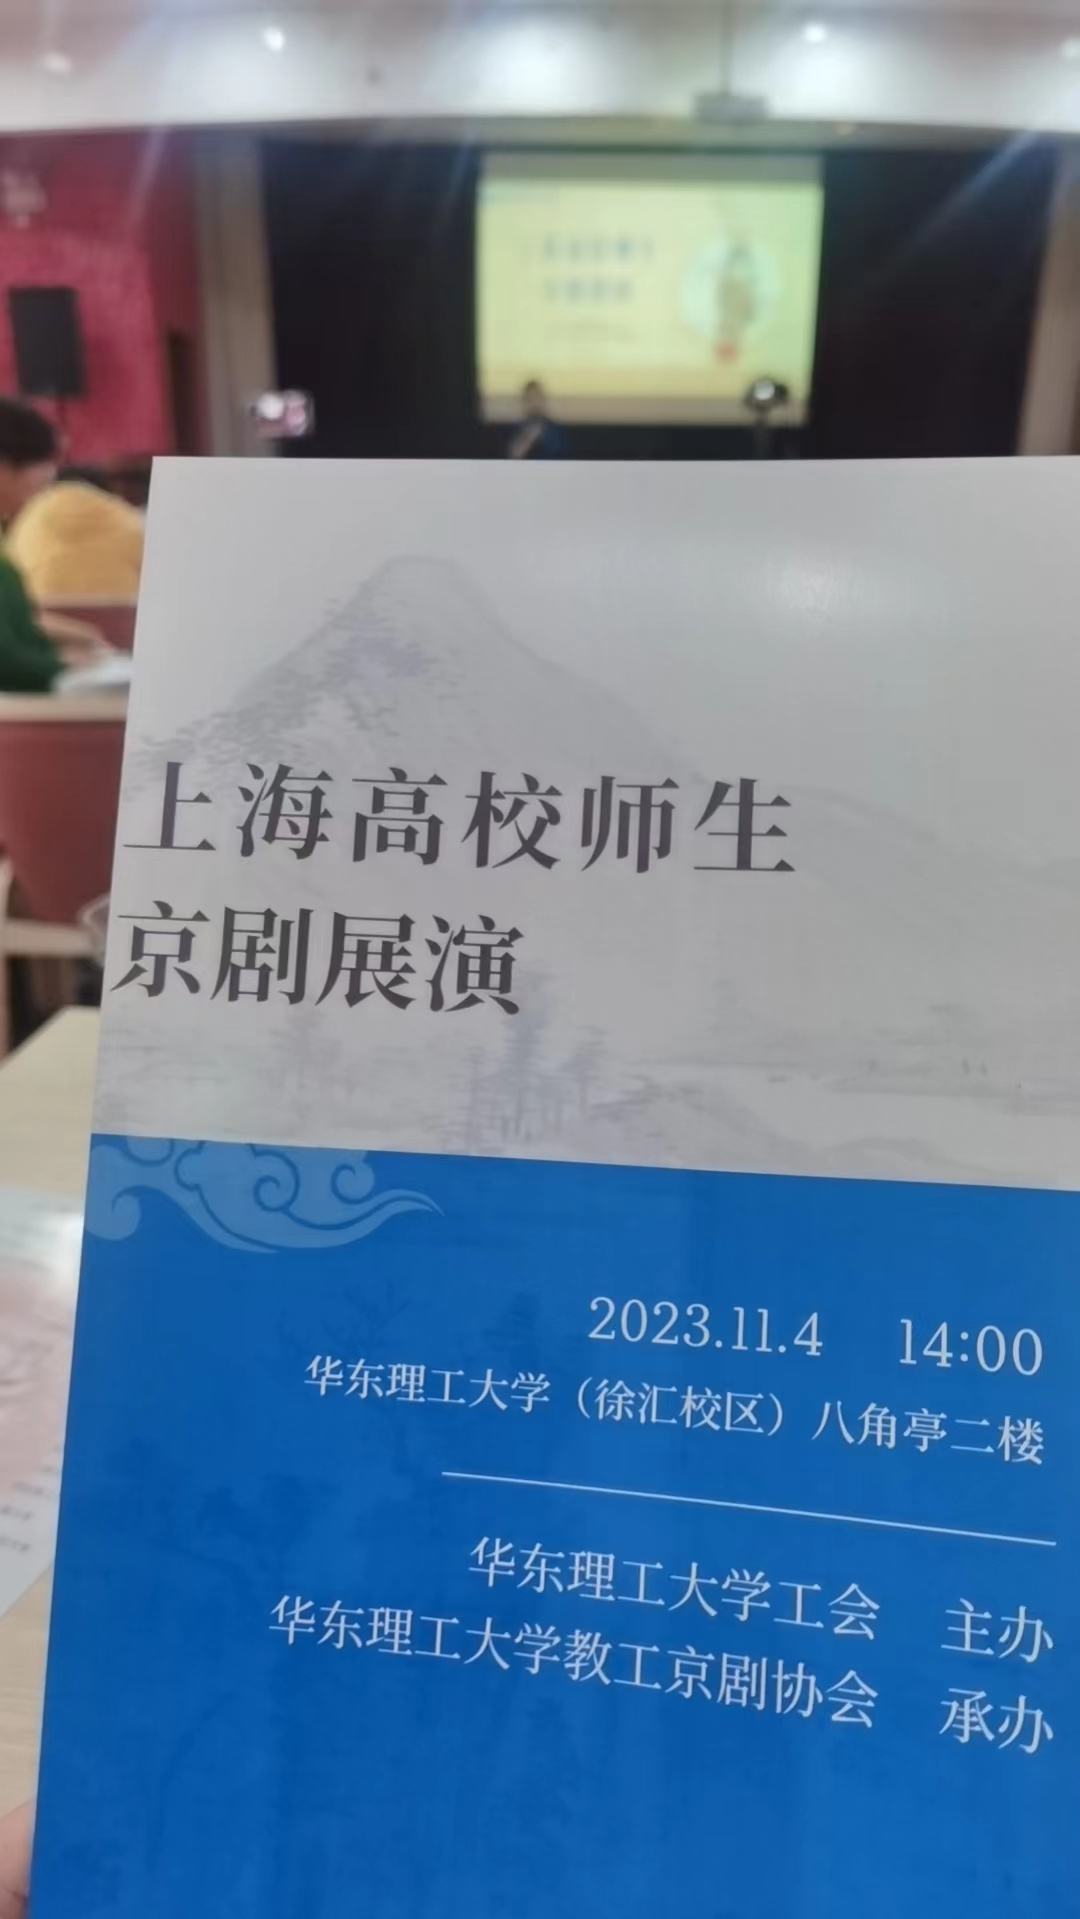 上海高校师生
京剧展演
2023.11.4 14:00
华东理工大学（徐汇校区）八角亭二楼
华东理工大学工会 主办
华东理工大学教工京剧协会 承办